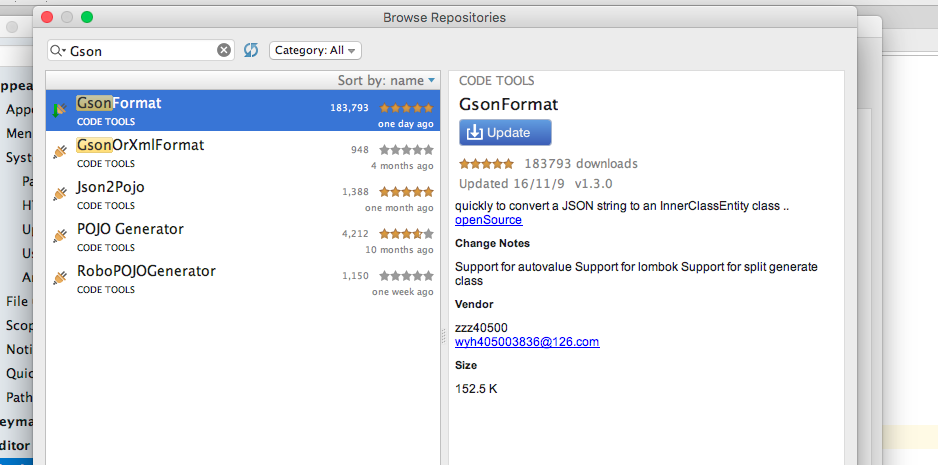 Browse Repositories
Gson
Category: All
Sort by: name
GsonFormat
183,793
CODE TOOLS
one day ago
GsonOrXmlFormat
948
CODE TOOLS
4 months ago
Json2Pojo
1,388
CODE TOOLS
one month ago
POJO Generator
4,212
CODE TOOLS
10 months ago
RoboPOJOGenerator
1,150
CODE TOOLS
one week ago
CODE TOOLS
GsonFormat
Update
183793 downloads
Updated 16/11/9 v1.3.0
quickly to convert a JSON string to an InnerClassEntity class ..
openSource
Change Notes
Support for autovalue Support for lombok Support for split generate
class
Vendor
zzz40500
wyh405003836@126.com
Size
152.5 K
ppea
Appe
Men
Syst
Pa
Up
Us
File
Scop
Noti
Quic
Path
eyma
ditor